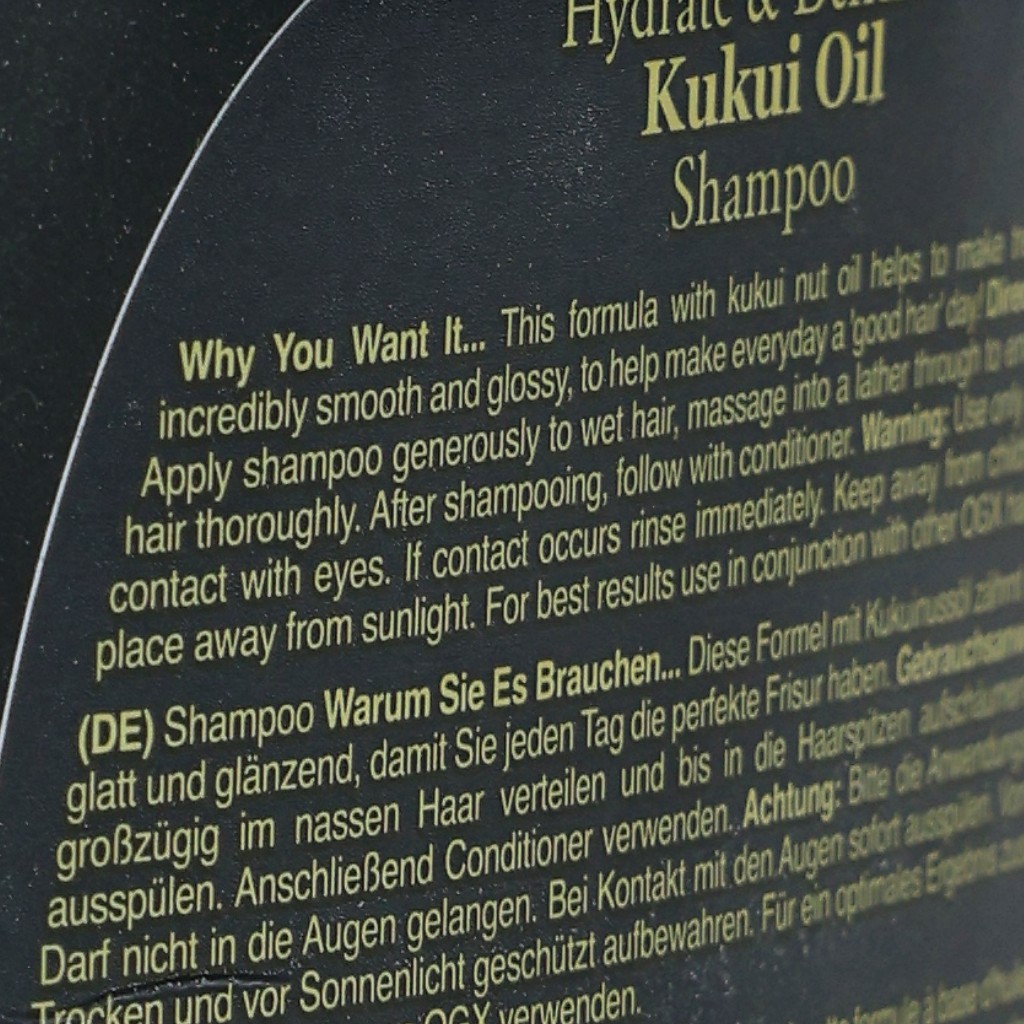 Hydrate &
Kukui Oil
Shampoo
Why You Want It... This formula with kukui nut oil helps to make
incredibly smooth and glossy, to help make everyday a 'good hair' day!
Apply shampoo generously to wet hair, massage into a lather through to
hair thoroughly. After shampooing, follow with conditioner. Warning: Use only
contact with eyes. If contact occurs rinse immediately. Keep away from
place away from sunlight. For best results use in conjunction with other OGX
(DE) Shampoo Warum Sie Es Brauchen... Diese Formel mit Kukuinussöl
glatt und glänzend, damit Sie jeden Tag die perfekte Frisur haben.
großzügig im nassen Haar verteilen und bis in die Haarspitzen
ausspülen. Anschließend Conditioner verwenden. Achtung: Bitte die
Darf nicht in die Augen gelangen. Bei Kontakt mit den Augen sofort ausspülen.
Trocken und vor Sonnenlicht geschützt aufbewahren. Für ein optimales Ergebnis
OGX verwenden.
formule à base